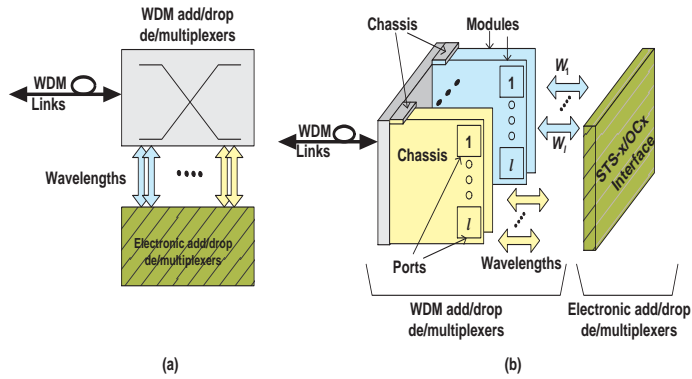 WDM add/drop
de/multiplexers
WDM
Links
Wavelengths
Electronic add/drop
de/multiplexers
(a)
Chassis
Modules
1
l
W1
Wl
WDM
Links
Chassis
1
l
STS-x/OCx
Interface
Ports
Wavelengths
WDM add/drop
de/multiplexers
Electronic add/drop
de/multiplexers
(b)